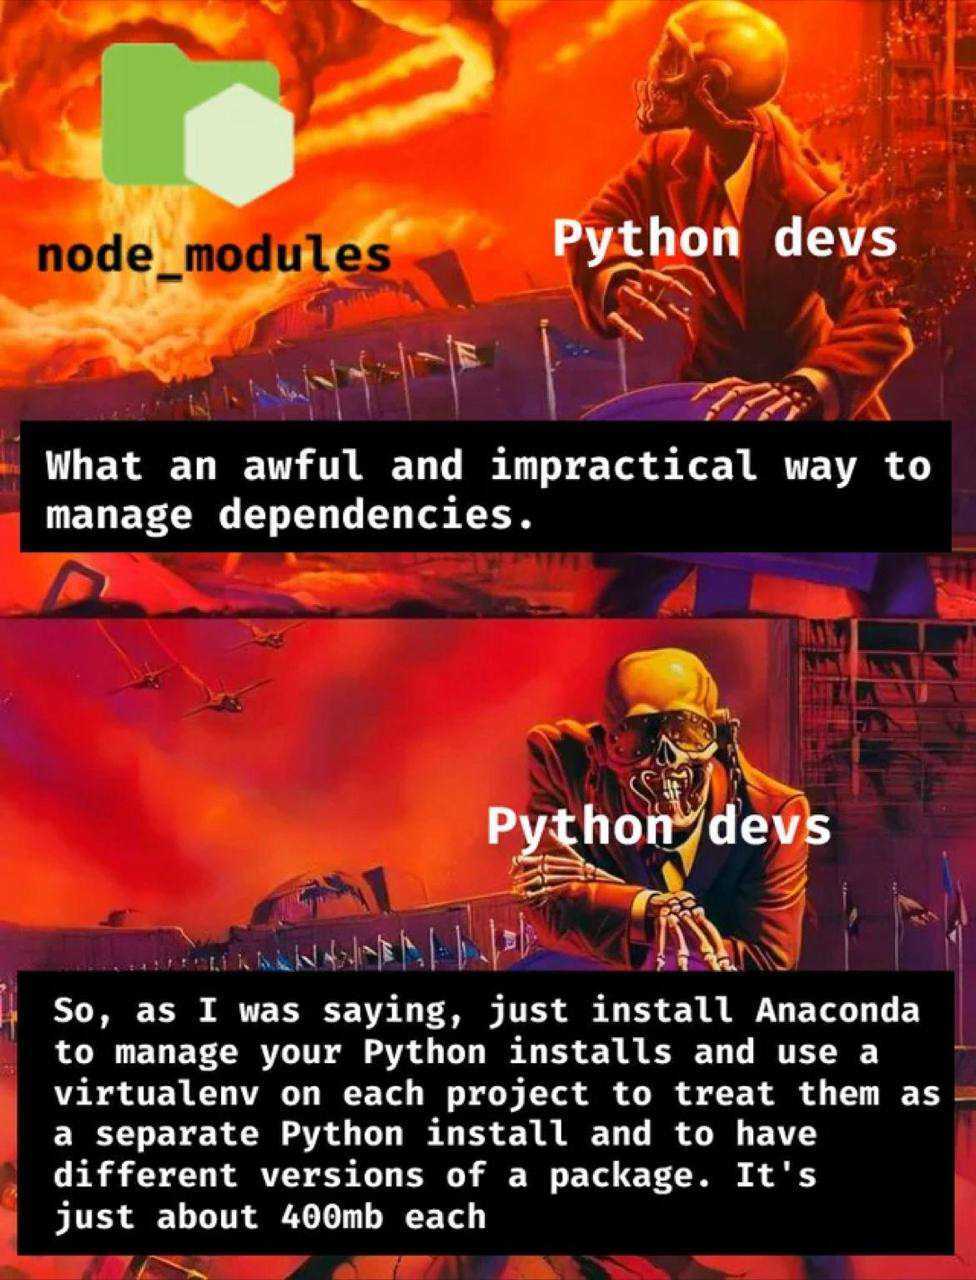 node_modules
Python devs
What an awful and impractical way to
manage dependencies.
Python devs
So, as I was saying, just install Anaconda
to manage your Python installs and use a
virtualenv on each project to treat them as
a separate Python install and to have
different versions of a package. It's
just about 400mb each